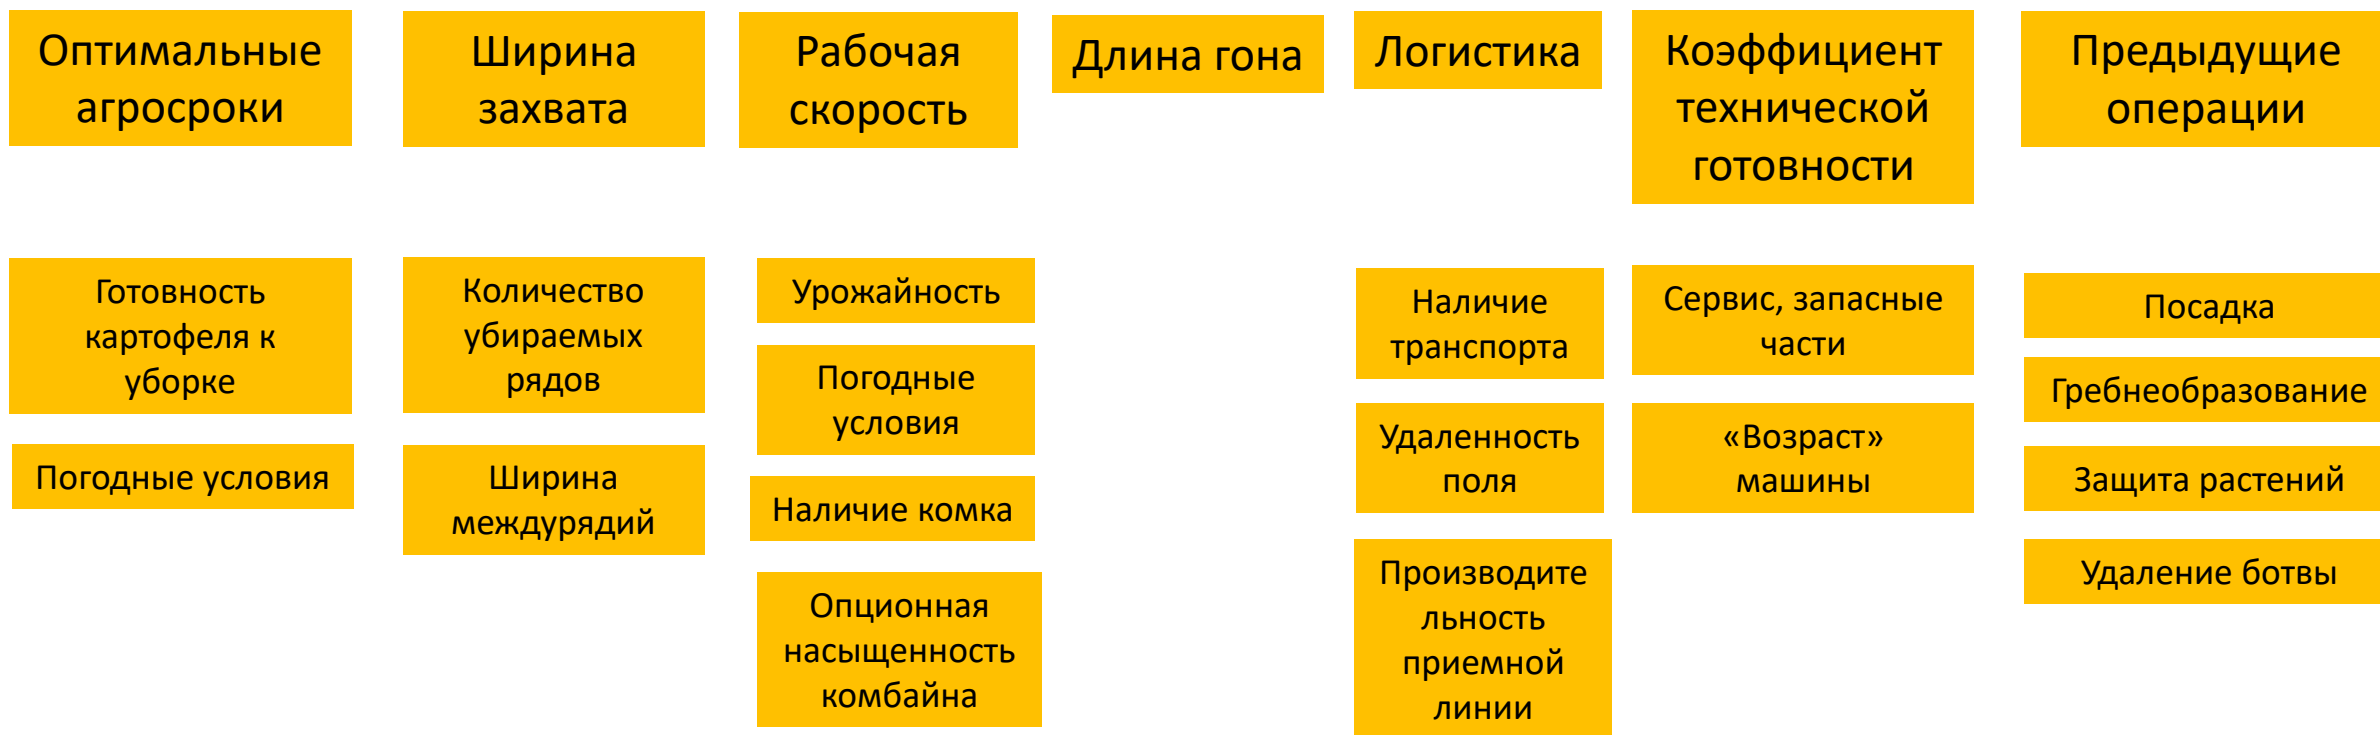 Оптимальные
агросроки
Ширина
захвата
Рабочая
скорость
Длина гона
Логистика
Коэффициент
технической
готовности
Предыдущие
операции
Готовность
картофеля к
уборке
Погодные условия
Количество
убираемых
рядов
Ширина
междурядий
Урожайность
Погодные
условия
Наличие комка
Опционная
насыщенность
комбайна
Наличие
транспорта
Удаленность
поля
Производите
льность
приемной
линии
Сервис, запасные
части
«Возраст»
машины
Посадка
Гребнеобразование
Защита растений
Удаление ботвы